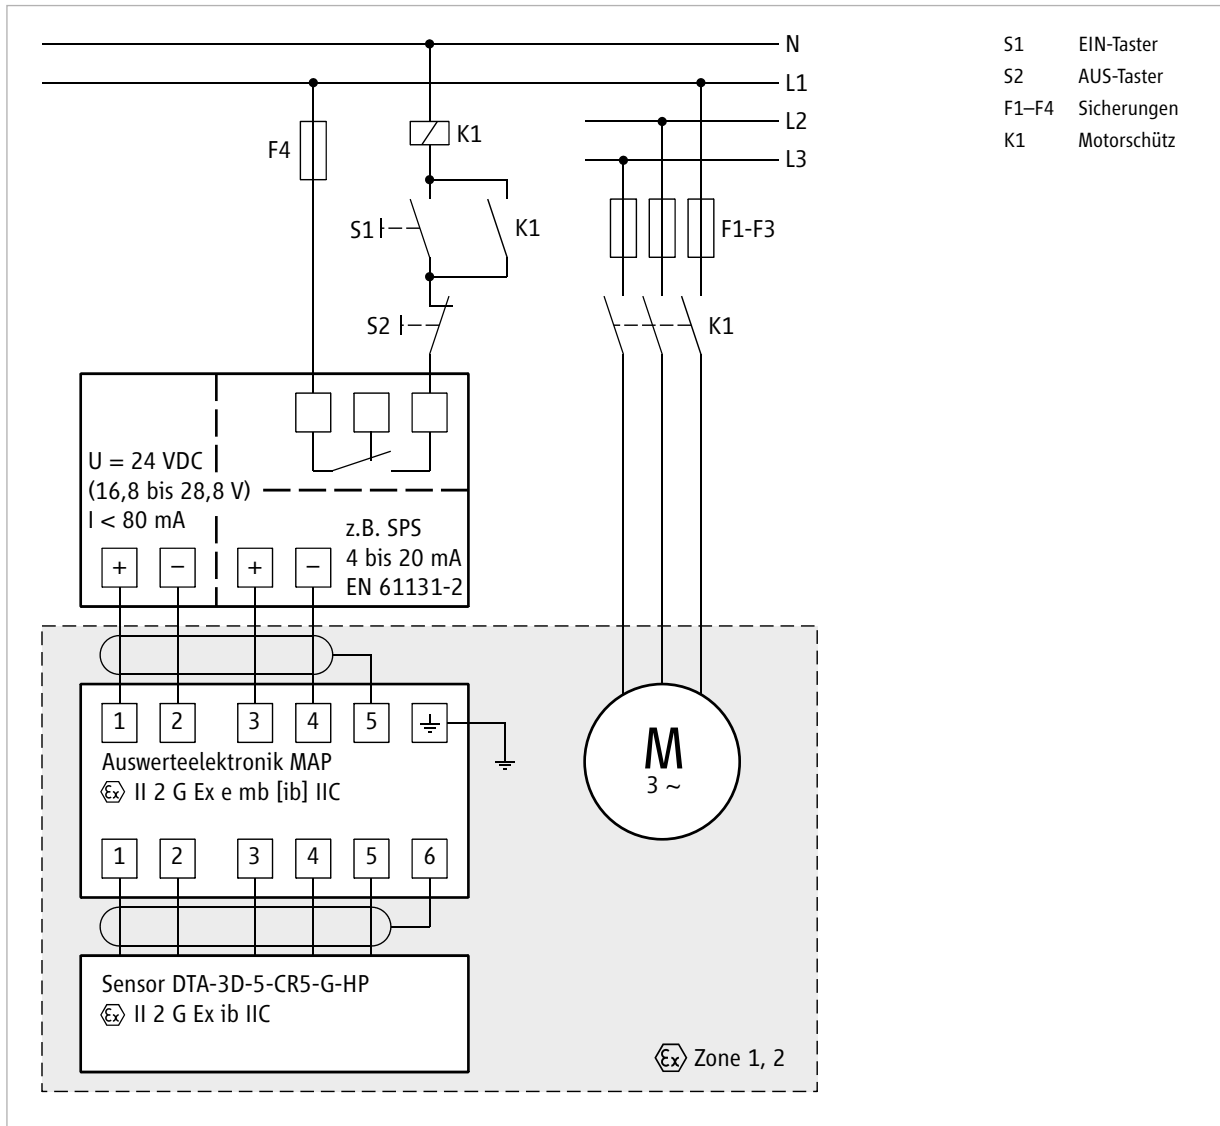 N
L1
L2
L3
S1 EIN-Taster
S2 AUS-Taster
F1–F4 Sicherungen
K1 Motorschütz
F4
K1
S1
K1
F1-F3
S2
K1
U = 24 VDC
(16,8 bis 28,8 V)
I < 80 mA
z.B. SPS
4 bis 20 mA
EN 61131-2
+ − + −
1 2 3 4 5
Auswerteelektronik MAP
Ex II 2 G Ex e mb [ib] IIC
1 2 3 4 5 6
M
3 ~
Sensor DTA-3D-5-CR5-G-HP
Ex II 2 G Ex ib IIC
Ex Zone 1, 2